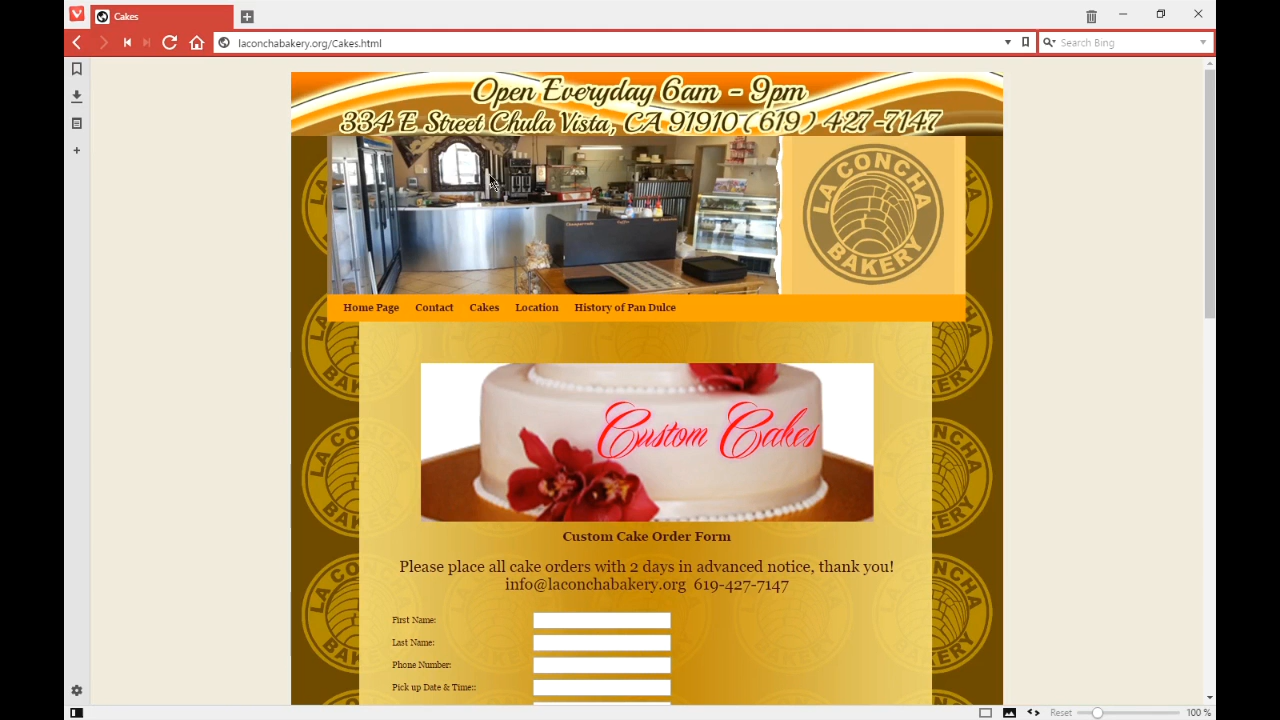 Cakes
laconchabakery.org/Cakes.html
Search Bing
Open Everyday 6am - 9pm
334 E. Street Chula Vista, CA 91910 (619) 427-7147
LA CONCHA
BAKERY
Home Page Contact Cakes Location History of Pan Dulce
Custom Cakes
Custom Cake Order Form
Please place all cake orders with 2 days in advanced notice, thank you!
info@laconchabakery.org 619-427-7147
First Name:
Last Name:
Phone Number:
Pick up Date & Time::
Reset 100 %